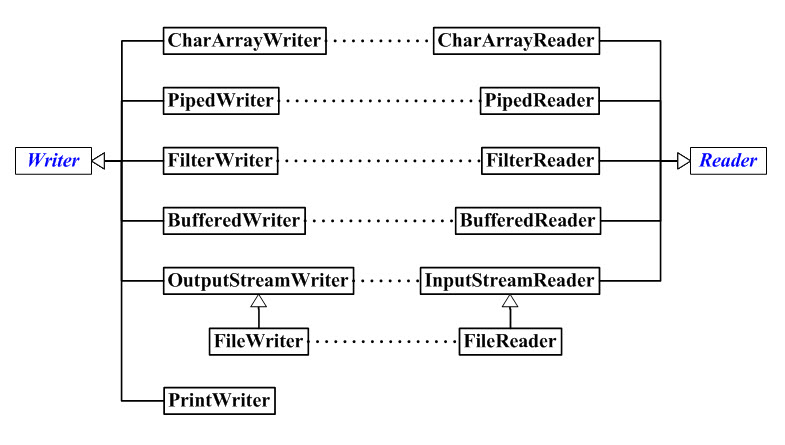 CharArrayWriter CharArrayReader
PipedWriter PipedReader
Writer FilterWriter FilterReader Reader
BufferedWriter BufferedReader
OutputStreamWriter InputStreamReader
FileWriter FileReader
PrintWriter